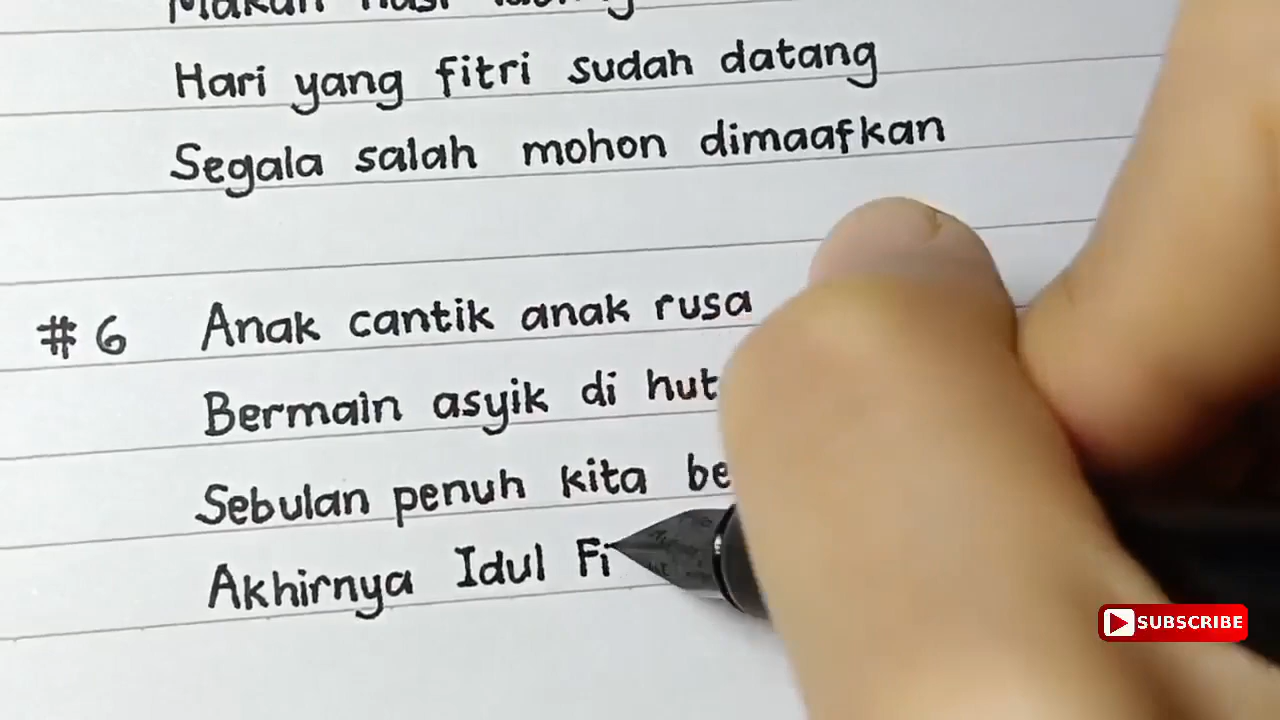 Hari yang fitri sudah datang
Segala salah mohon dimaafkan
#6 Anak cantik anak rusa
Bermain asyik di hut
Sebulan penuh kita be
Akhirnya Idul Fi
SUBSCRIBE